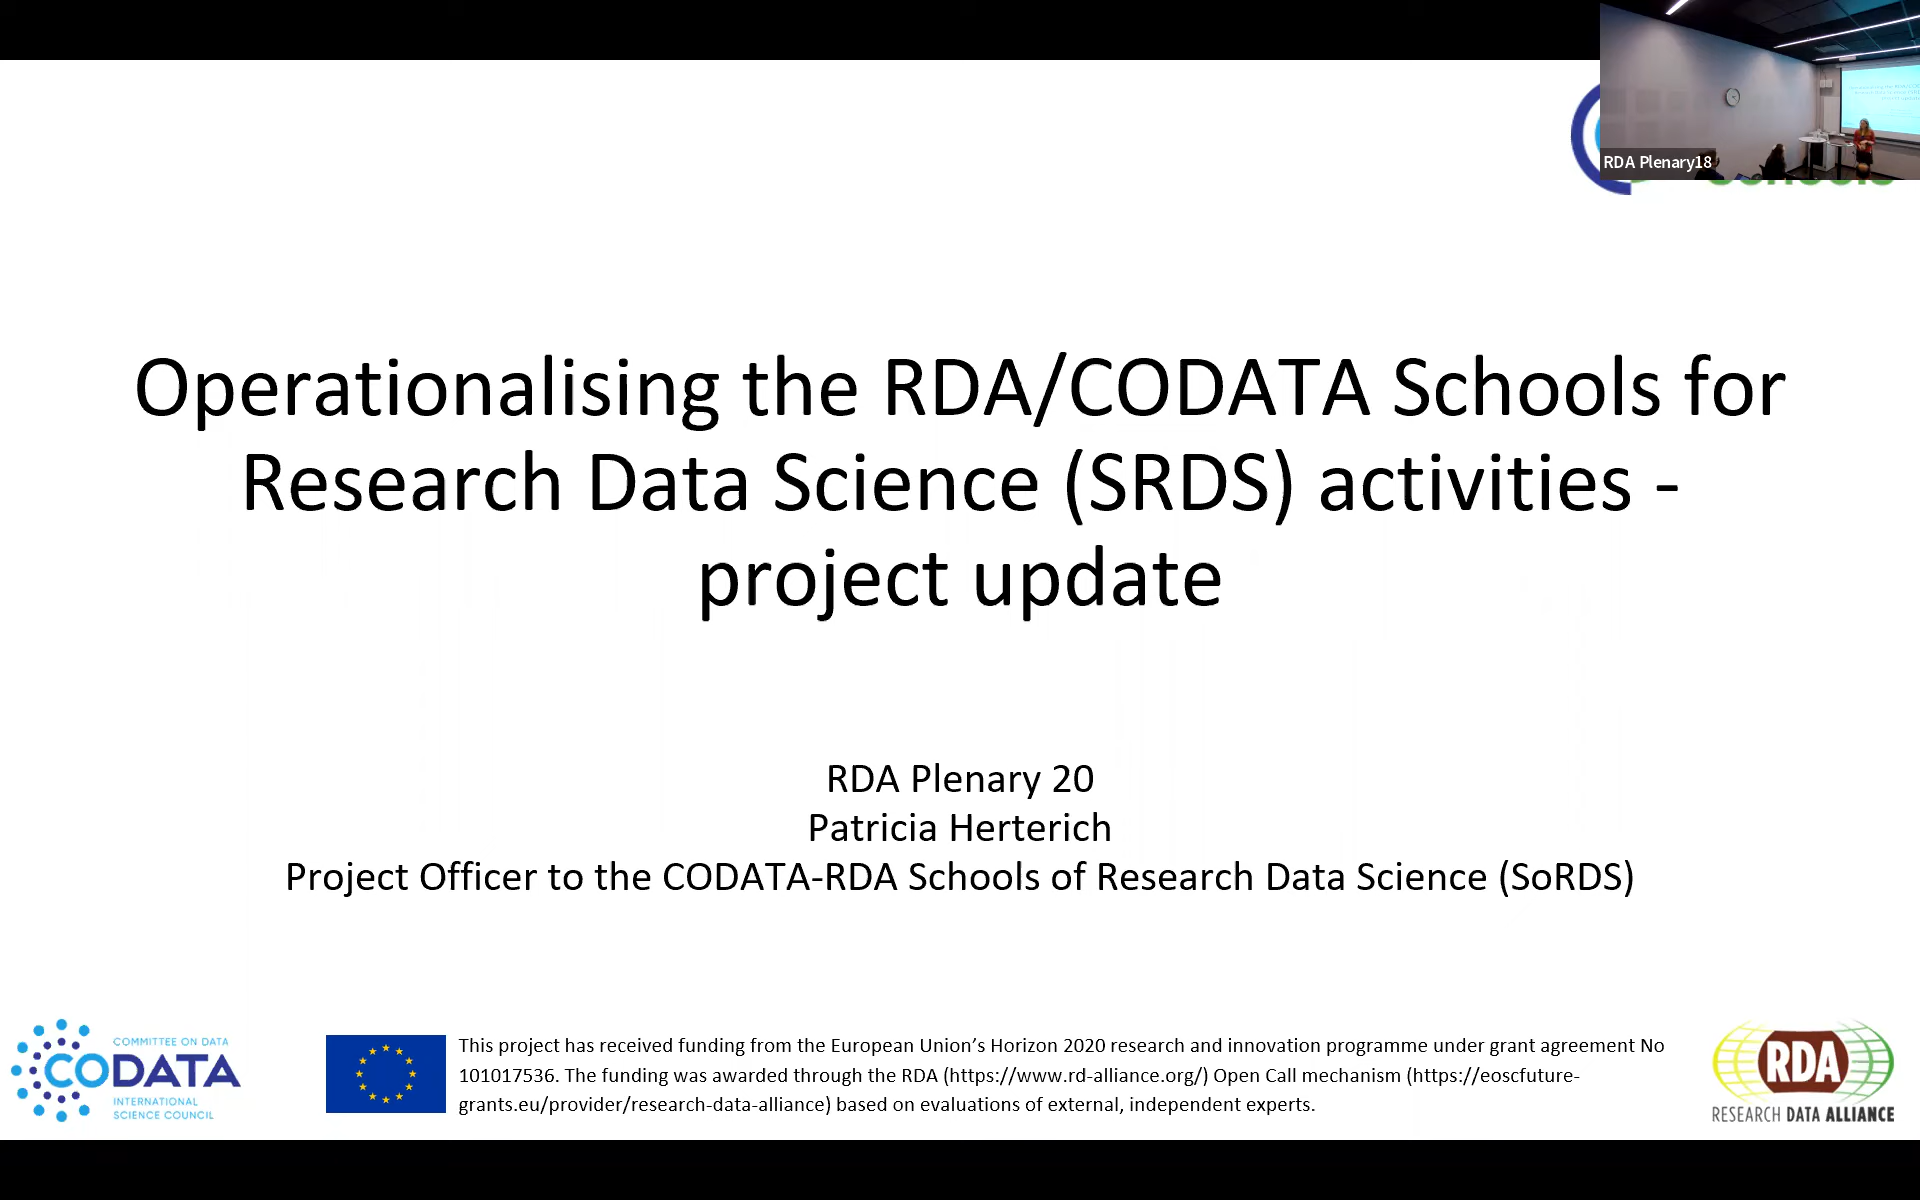 RDA Plenary18
Operationalising the RDA/CODATA Schools for
Research Data Science (SRDS) activities -
project update
RDA Plenary 20
Patricia Herterich
Project Officer to the CODATA-RDA Schools of Research Data Science (SoRDS)
COMMITTEE ON DATA
CODATA
INTERNATIONAL
SCIENCE COUNCIL
This project has received funding from the European Union’s Horizon 2020 research and innovation programme under grant agreement No
101017536. The funding was awarded through the RDA (https://www.rd-alliance.org/) Open Call mechanism (https://eoscfuture-
grants.eu/provider/research-data-alliance) based on evaluations of external, independent experts.
RDA
RESEARCH DATA ALLIANCE